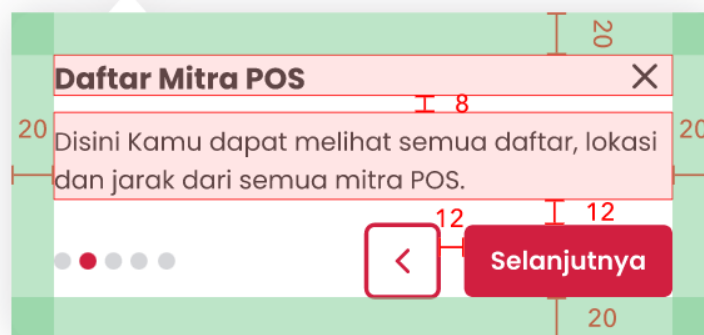 20
Daftar Mitra POS
8
20
20
Disini Kamu dapat melihat semua daftar, lokasi
dan jarak dari semua mitra POS.
12
12
Selanjutnya
20